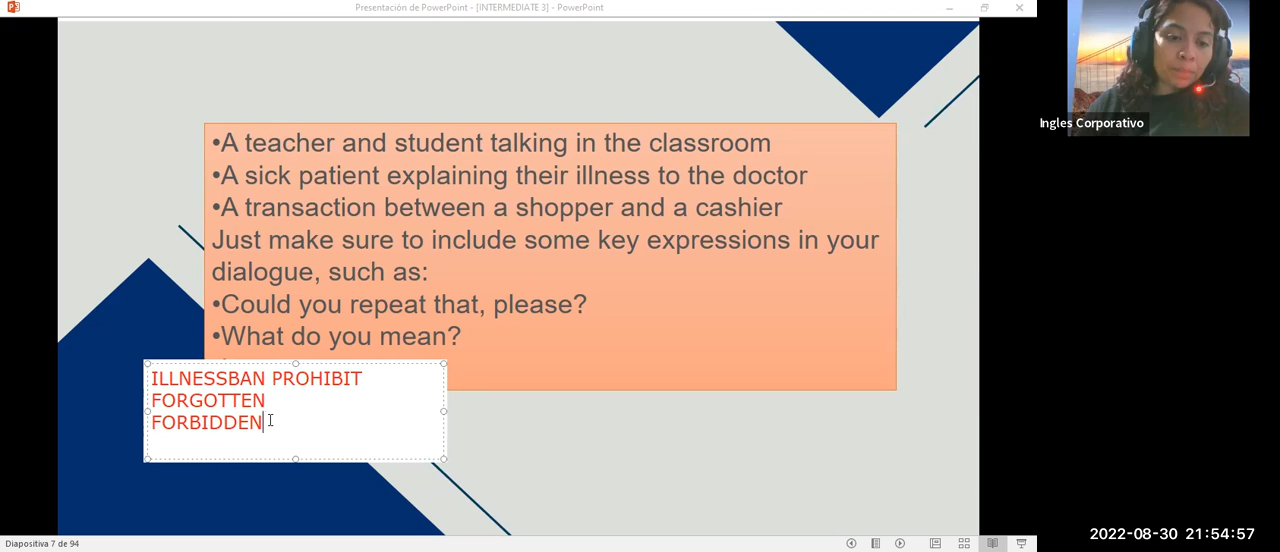 Presentación de PowerPoint - [INTERMEDIATE 3] - PowerPoint
•A teacher and student talking in the classroom
•A sick patient explaining their illness to the doctor
•A transaction between a shopper and a cashier
Just make sure to include some key expressions in your
dialogue, such as:
•Could you repeat that, please?
•What do you mean?
ILLNESSBAN PROHIBIT
FORGOTTEN
FORBIDDEN
Ingles Corporativo
2022-08-30 21:54:57
Diapositiva 7 de 94